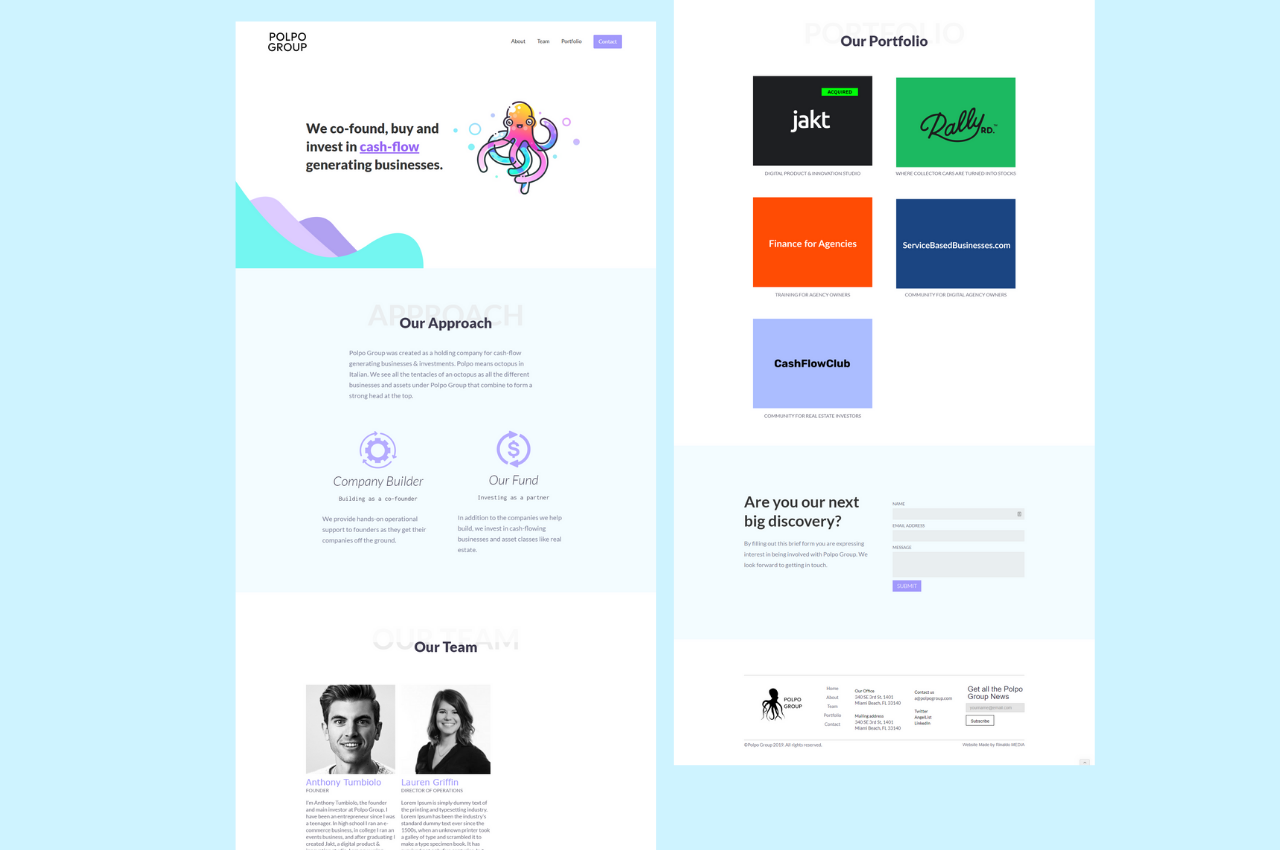 POLPO
GROUP
About
Team
Portfolio
Contact
We co-found, buy and
invest in cash-flow
generating businesses.
APPROACH
Our Approach
Polpo Group was created as a holding company for cash-flow
generating businesses & investments. Polpo means octopus in
Italian. We see all the tentacles of an octopus as all the different
businesses and assets under Polpo Group that combine to form a
strong head at the top.
Company Builder
Building as a co-founder
We provide hands-on operational
support to founders as they get their
companies off the ground.
Our Fund
Investing as a partner
In addition to the companies we help
build, we invest in cash-flowing
businesses and asset classes like real
estate.
OUR TEAM
Our Team
Anthony Tumbiolo
FOUNDER
I'm Anthony Tumbiolo, the founder
and main investor at Polpo Group. I
have been an entrepreneur since I was
a teenager. In high school I ran an e-
commerce business, in college I ran an
events business, and after graduating I
created Jakt, a digital product &
Lauren Griffin
DIRECTOR OF OPERATIONS
Lorem Ipsum is simply dummy text of
the printing and typesetting industry.
Lorem Ipsum has been the industry's
standard dummy text ever since the
1500s, when an unknown printer took
a galley of type and scrambled it to
make a type specimen book. It has
PORTFOLIO
Our Portfolio
ACQUIRED
jakt
DIGITAL PRODUCT & INNOVATION STUDIO
Rally RD.™
WHERE COLLECTOR CARS ARE TURNED INTO STOCKS
Finance for Agencies
TRAINING FOR AGENCY OWNERS
ServiceBasedBusinesses.com
COMMUNITY FOR DIGITAL AGENCY OWNERS
CashFlowClub
COMMUNITY FOR REAL ESTATE INVESTORS
Are you our next
big discovery?
By filling out this brief form you are expressing
interest in being involved with Polpo Group. We
look forward to getting in touch.
NAME
EMAIL ADDRESS
MESSAGE
SUBMIT
POLPO
GROUP
Home
About
Team
Portfolio
Contact
Our Office
340 SE 3rd St, 1401
Miami Beach, FL 33140
Mailing address
340 SE 3rd St, 1401
Miami Beach, FL 33140
Contact us
a@polpogroup.com
Twitter
AngelList
LinkedIn
Get all the Polpo
Group News
Subscribe
©Polpo Group 2019. All rights reserved.